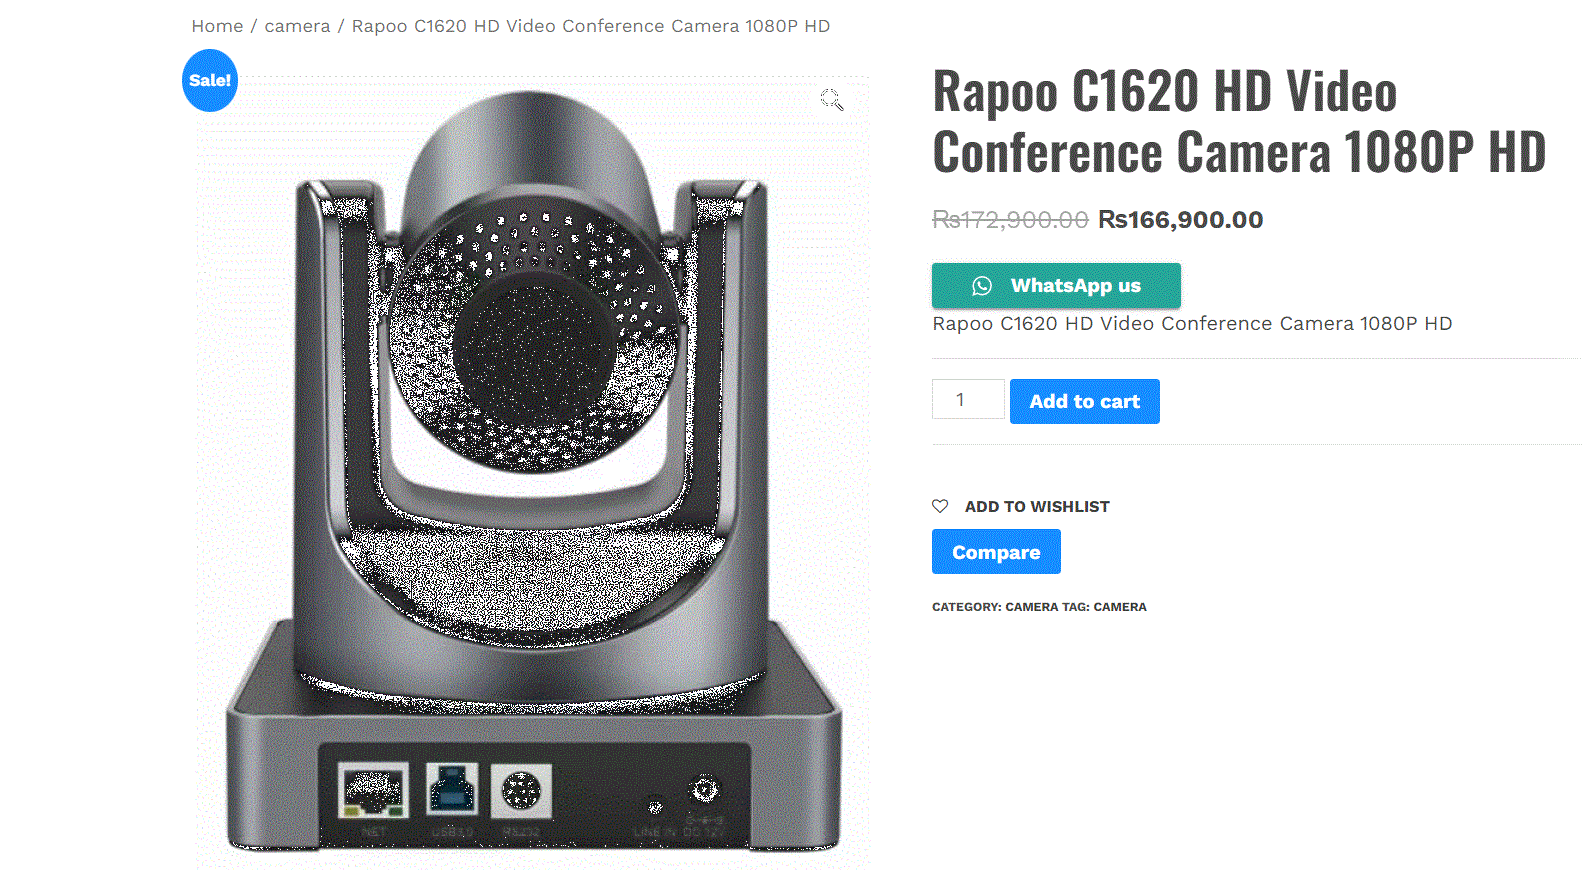 Home / camera / Rapoo C1620 HD Video Conference Camera 1080P HD
Sale!
Rapoo C1620 HD Video
Conference Camera 1080P HD
₨172,900.00 ₨166,900.00
WhatsApp us
Rapoo C1620 HD Video Conference Camera 1080P HD
1
Add to cart
ADD TO WISHLIST
Compare
CATEGORY: CAMERA TAG: CAMERA
NET USB3.0 RS232 LINE IN DC 12V